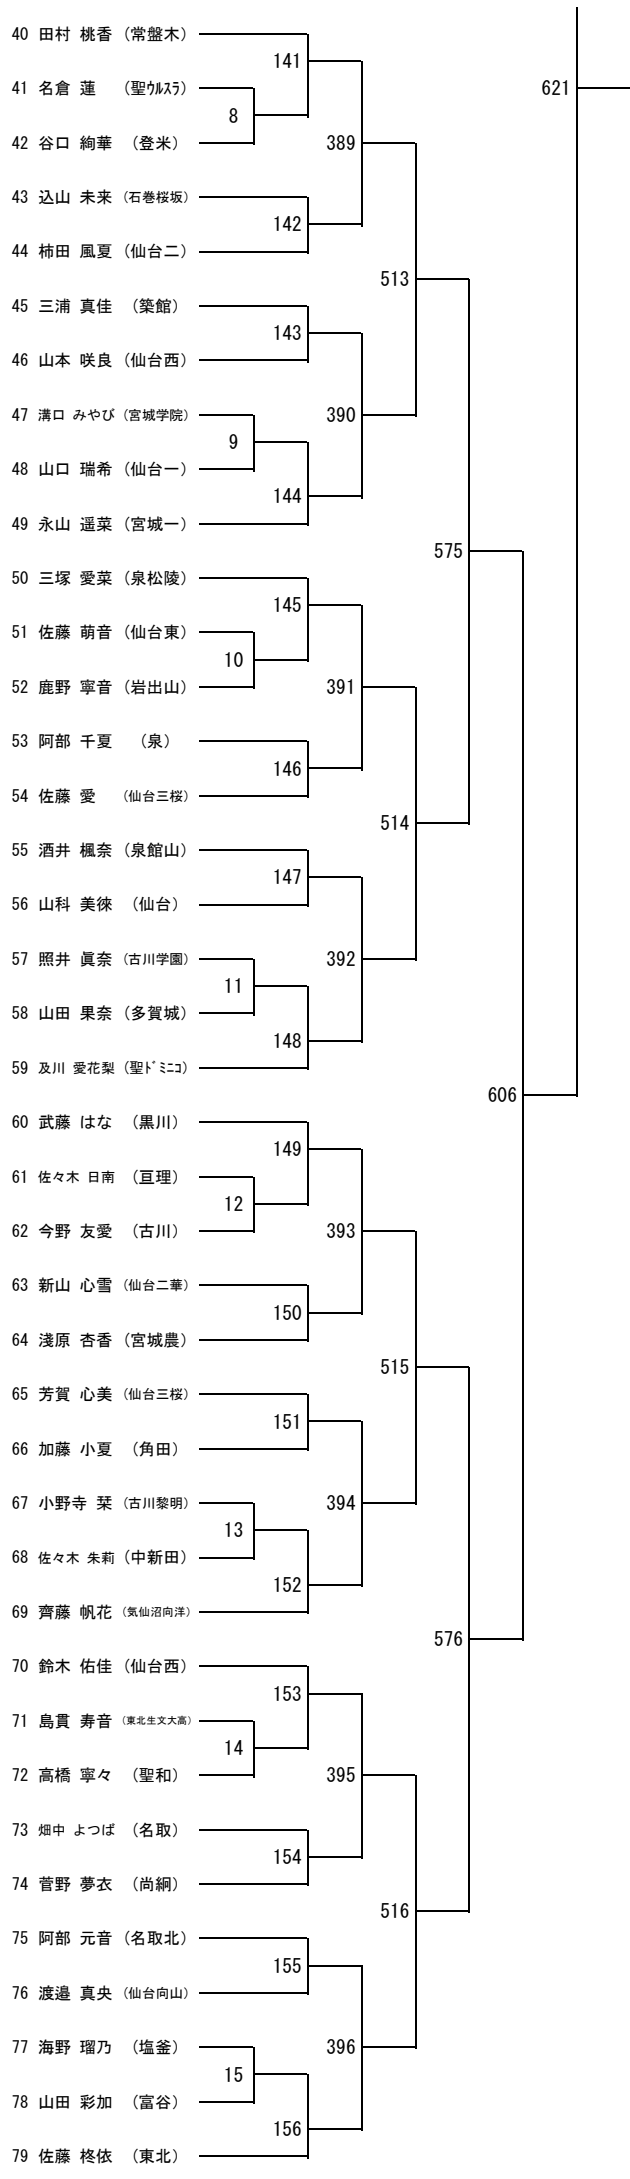 40 田村 桃香 (常盤木)
141
41 名倉 蓮 (聖ウルスラ)
621
8
42 谷口 絢華 (登米)
389
43 込山 未来 (石巻桜坂)
142
44 柿田 風夏 (仙台二)
513
45 三浦 真佳 (築館)
143
46 山本 咲良 (仙台西)
47 溝口 みやび (宮城学院)
390
9
48 山口 瑞希 (仙台一)
144
49 永山 遥菜 (宮城一)
575
50 三塚 愛菜 (泉松陵)
145
51 佐藤 萌音 (仙台東)
10
52 鹿野 寧音 (岩出山)
391
53 阿部 千夏 (泉)
146
54 佐藤 愛 (仙台三桜)
514
55 酒井 楓奈 (泉館山)
147
56 山科 美徠 (仙台)
57 照井 眞奈 (古川学園)
392
11
58 山田 果奈 (多賀城)
148
59 及川 愛花梨 (聖ドミニコ)
606
60 武藤 はな (黒川)
149
61 佐々木 日南 (亘理)
12
62 今野 友愛 (古川)
393
63 新山 心雪 (仙台二華)
150
64 淺原 杏香 (宮城農)
515
65 芳賀 心美 (仙台三桜)
151
66 加藤 小夏 (角田)
67 小野寺 栞 (古川黎明)
394
13
68 佐々木 朱莉 (中新田)
152
69 齊藤 帆花 (気仙沼向洋)
576
70 鈴木 佑佳 (仙台西)
153
71 島貫 寿音 (東北生文大高)
14
72 高橋 寧々 (聖和)
395
73 畑中 よつば (名取)
154
74 菅野 夢衣 (尚絅)
516
75 阿部 元音 (名取北)
155
76 渡邉 真央 (仙台向山)
77 海野 瑠乃 (塩釜)
396
15
78 山田 彩加 (富谷)
156
79 佐藤 柊依 (東北)